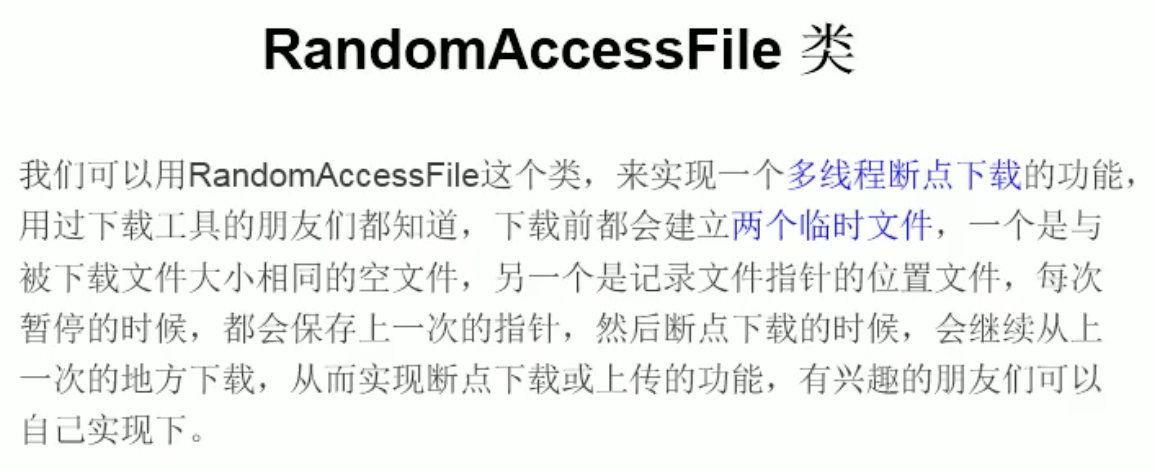 RandomAccessFile 类
我们可以用RandomAccessFile这个类，来实现一个多线程断点下载的功能，
用过下载工具的朋友们都知道，下载前都会建立两个临时文件，一个是与
被下载文件大小相同的空文件，另一个是记录文件指针的位置文件，每次
暂停的时候，都会保存上一次的指针，然后断点下载的时候，会继续从上
一次的地方下载，从而实现断点下载或上传的功能，有兴趣的朋友们可以
自己实现下。